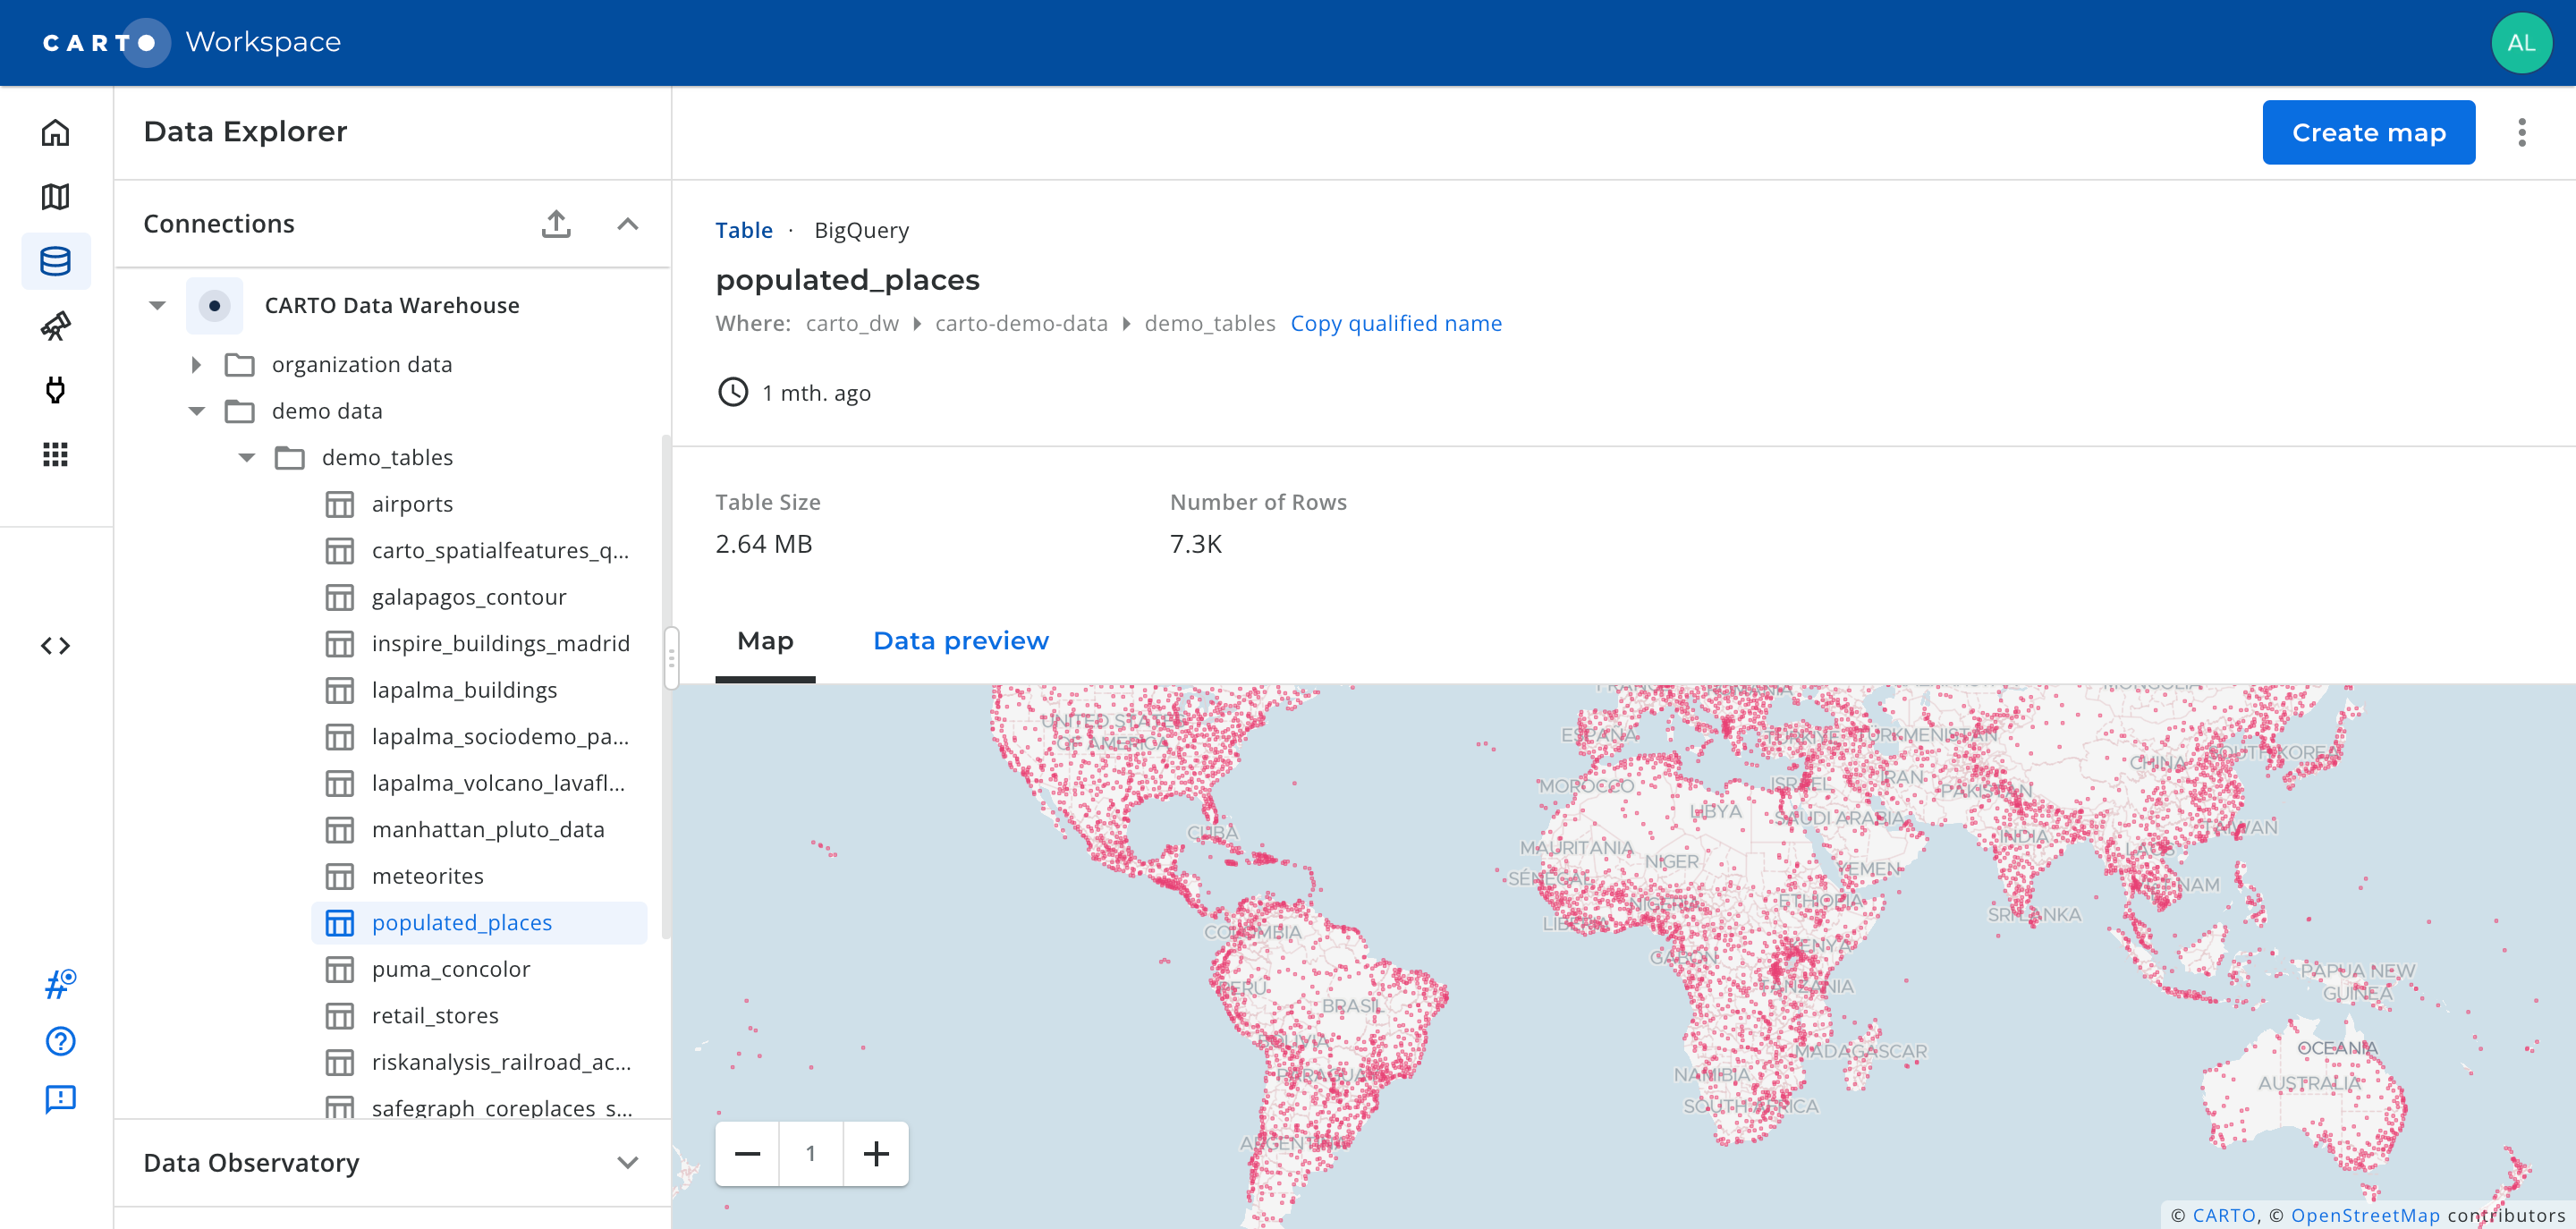 CARTO Workspace
AL
Data Explorer
Create map
Connections
CARTO Data Warehouse
organization data
demo data
demo_tables
airports
carto_spatialfeatures_q...
galapagos_contour
inspire_buildings_madrid
lapalma_buildings
lapalma_sociodemo_pa...
lapalma_volcano_lavafl...
manhattan_pluto_data
meteorites
populated_places
puma_concolor
retail_stores
riskanalysis_railroad_ac...
safegraph_coreplaces_s...
Data Observatory
Table · BigQuery
populated_places
Where: carto_dw carto-demo-data demo_tables Copy qualified name
1 mth. ago
Table Size
2.64 MB
Number of Rows
7.3K
Map
Data preview
UNITED STATES
OF AMERICA
CUBA
COLOMBIA
PERU
BRASIL
BOLIVIA
PARAGUAY
ARGENTINA
FRANCE
ROMANIA
MONGOLIA
ESPAÑA
TÜRKIYE
TURKMENISTAN
CHINA
SOUTH KOREA
MOROCCO
ISRAEL
IRAN
PAKISTAN
LIBYA
SAUDI ARABIA
INDIA
TAIWAN
MAURITANIA
NIGER
YEMEN
LAOS
SÉNÉGAL
NIGERIA
ETHIOPIA
VIETNAM
LIBERIA
SRI LANKA
KENYA
GABON
TANZANIA
PAPUA NEW
GUINEA
MADAGASCAR
OCEANIA
NAMIBIA
AUSTRALIA
SOUTH AFRICA
1
© CARTO, © OpenStreetMap contributors